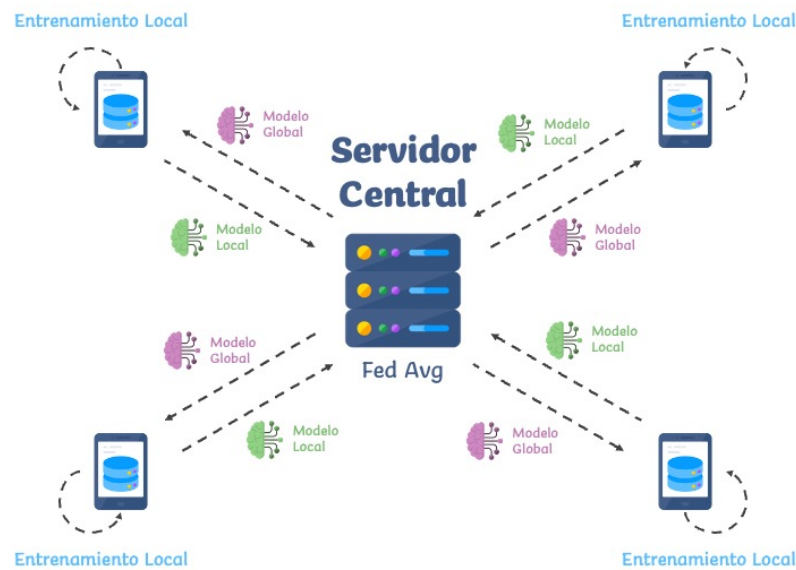 Entrenamiento Local
Entrenamiento Local
Modelo
Global
Modelo
Local
Servidor
Central
Modelo
Local
Modelo
Global
Modelo
Global
Modelo
Local
Fed Avg
Modelo
Local
Modelo
Global
Entrenamiento Local
Entrenamiento Local